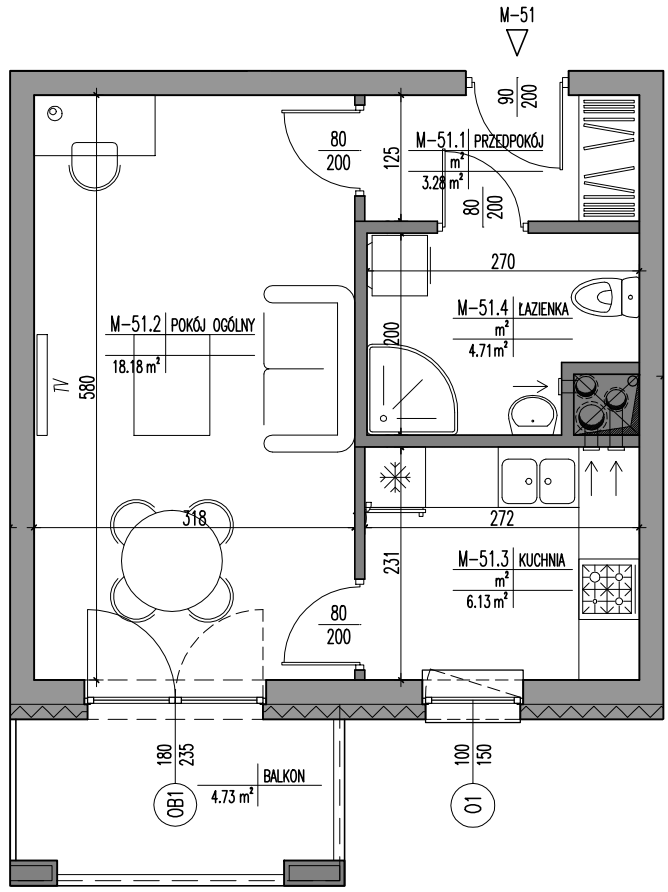 M-51
90
200
M-51.1 PRZEDPOKÓJ
m²
3.28 m²
80
200
125
80
200
270
M-51.4 ŁAZIENKA
m²
4.71 m²
200
M-51.2 POKÓJ OGÓLNY
18.18 m²
TV
580
318
272
231
M-51.3 KUCHNIA
m²
6.13 m²
80
200
180
235
100
150
BALKON
4.73 m²
OB1
O1